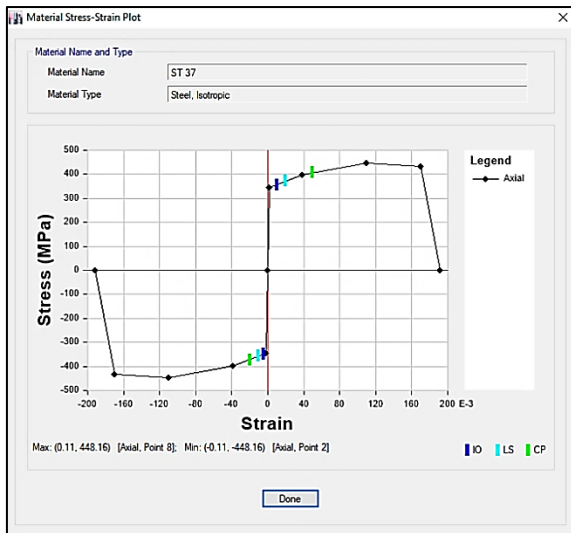 Material Stress-Strain Plot
Material Name and Type
Material Name ST 37
Material Type Steel, Isotropic
500
400
300
200
100
0
-100
-200
-300
-400
-500
Stress (MPa)
-200 -160 -120 -80 -40 0 40 80 120 160 200 E-3
Strain
Legend
Axial
Max: (0.11, 448.16) [Axial, Point 8]; Min: (-0.11, -448.16) [Axial, Point 2]
IO LS CP
Done